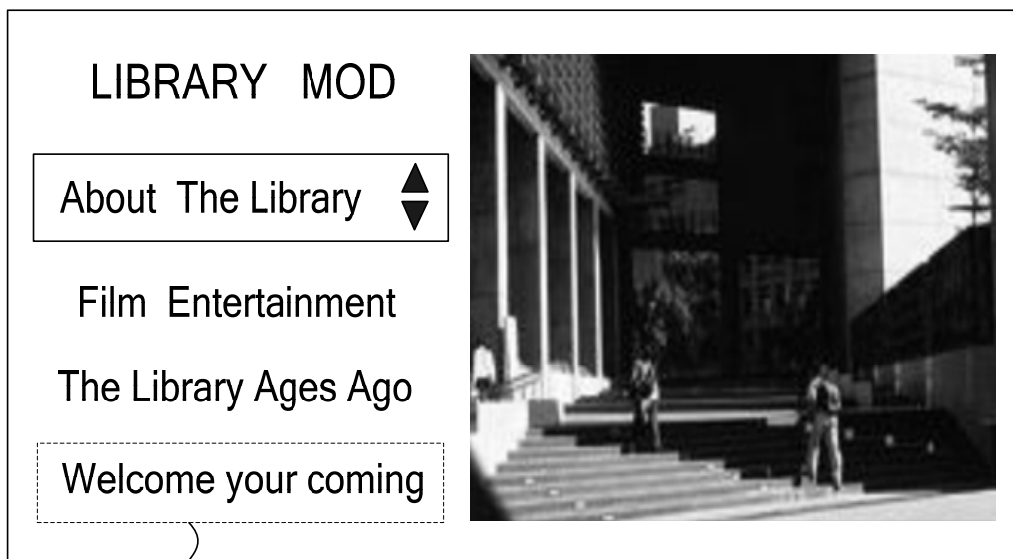 LIBRARY MOD
About The Library
Film Entertainment
The Library Ages Ago
Welcome your coming